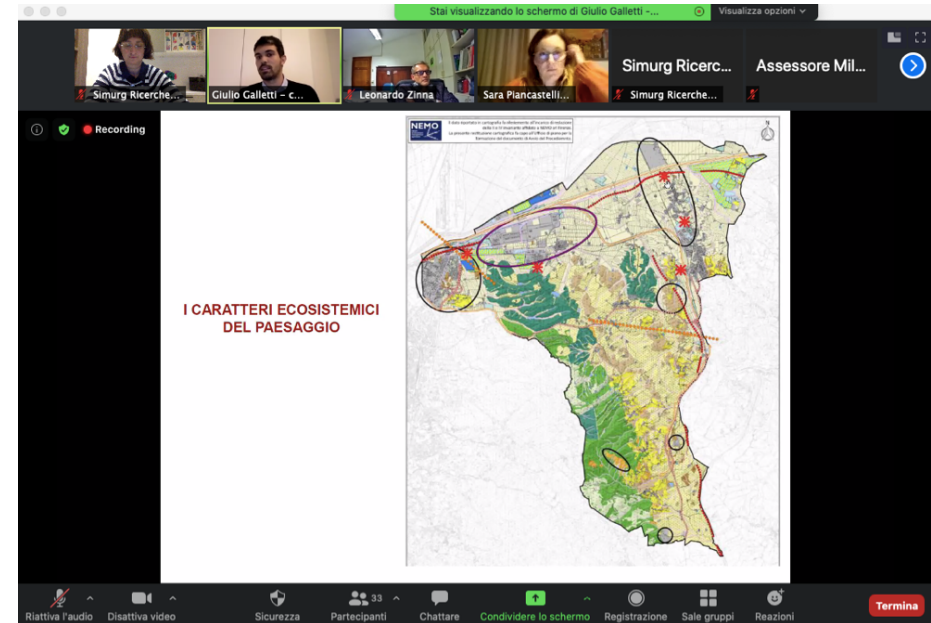 Stai visualizzando lo schermo di Giulio Galletti -...
Visualizza opzioni
Simurg Ricerche...
Giulio Galletti – c...
Leonardo Zinna
Sara Piancastelli...
Simurg Ricerc...
Simurg Ricerche...
Assessore Mil...
Recording
NEMO
N
I CARATTERI ECOSISTEMICI
DEL PAESAGGIO
Riattiva l'audio
Disattiva video
Sicurezza
33
Partecipanti
Chattare
Condividere lo schermo
Registrazione
Sale gruppi
Reazioni
Termina